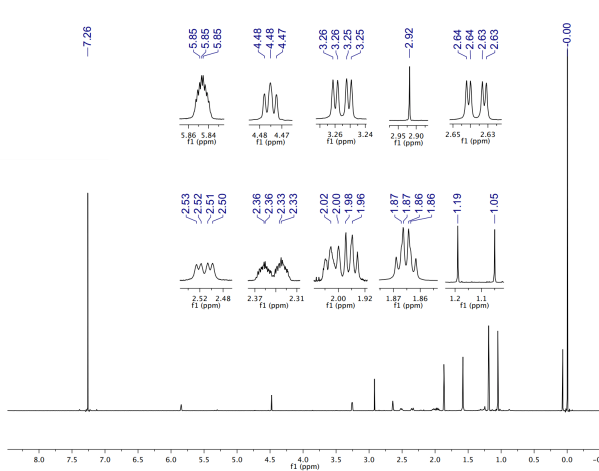 7.26
5.85 5.85 5.85
4.48 4.48 4.47
3.26 3.26 3.25 3.25
2.92
2.64 2.64 2.63 2.63
-0.00
5.86 5.84
f1 (ppm)
4.48 4.47
f1 (ppm)
3.26 3.24
f1 (ppm)
2.95 2.90
f1 (ppm)
2.65 2.63
f1 (ppm)
2.53 2.52 2.51 2.50
2.36 2.36 2.33 2.33
2.02 2.00 1.98 1.96
1.87 1.87 1.86 1.86
1.19
1.05
2.52 2.48
f1 (ppm)
2.37 2.31
f1 (ppm)
2.00 1.92
f1 (ppm)
1.87 1.86
f1 (ppm)
1.2 1.1
f1 (ppm)
8.0 7.5 7.0 6.5 6.0 5.5 5.0 4.5 4.0 3.5 3.0 2.5 2.0 1.5 1.0 0.5 0.0
f1 (ppm)